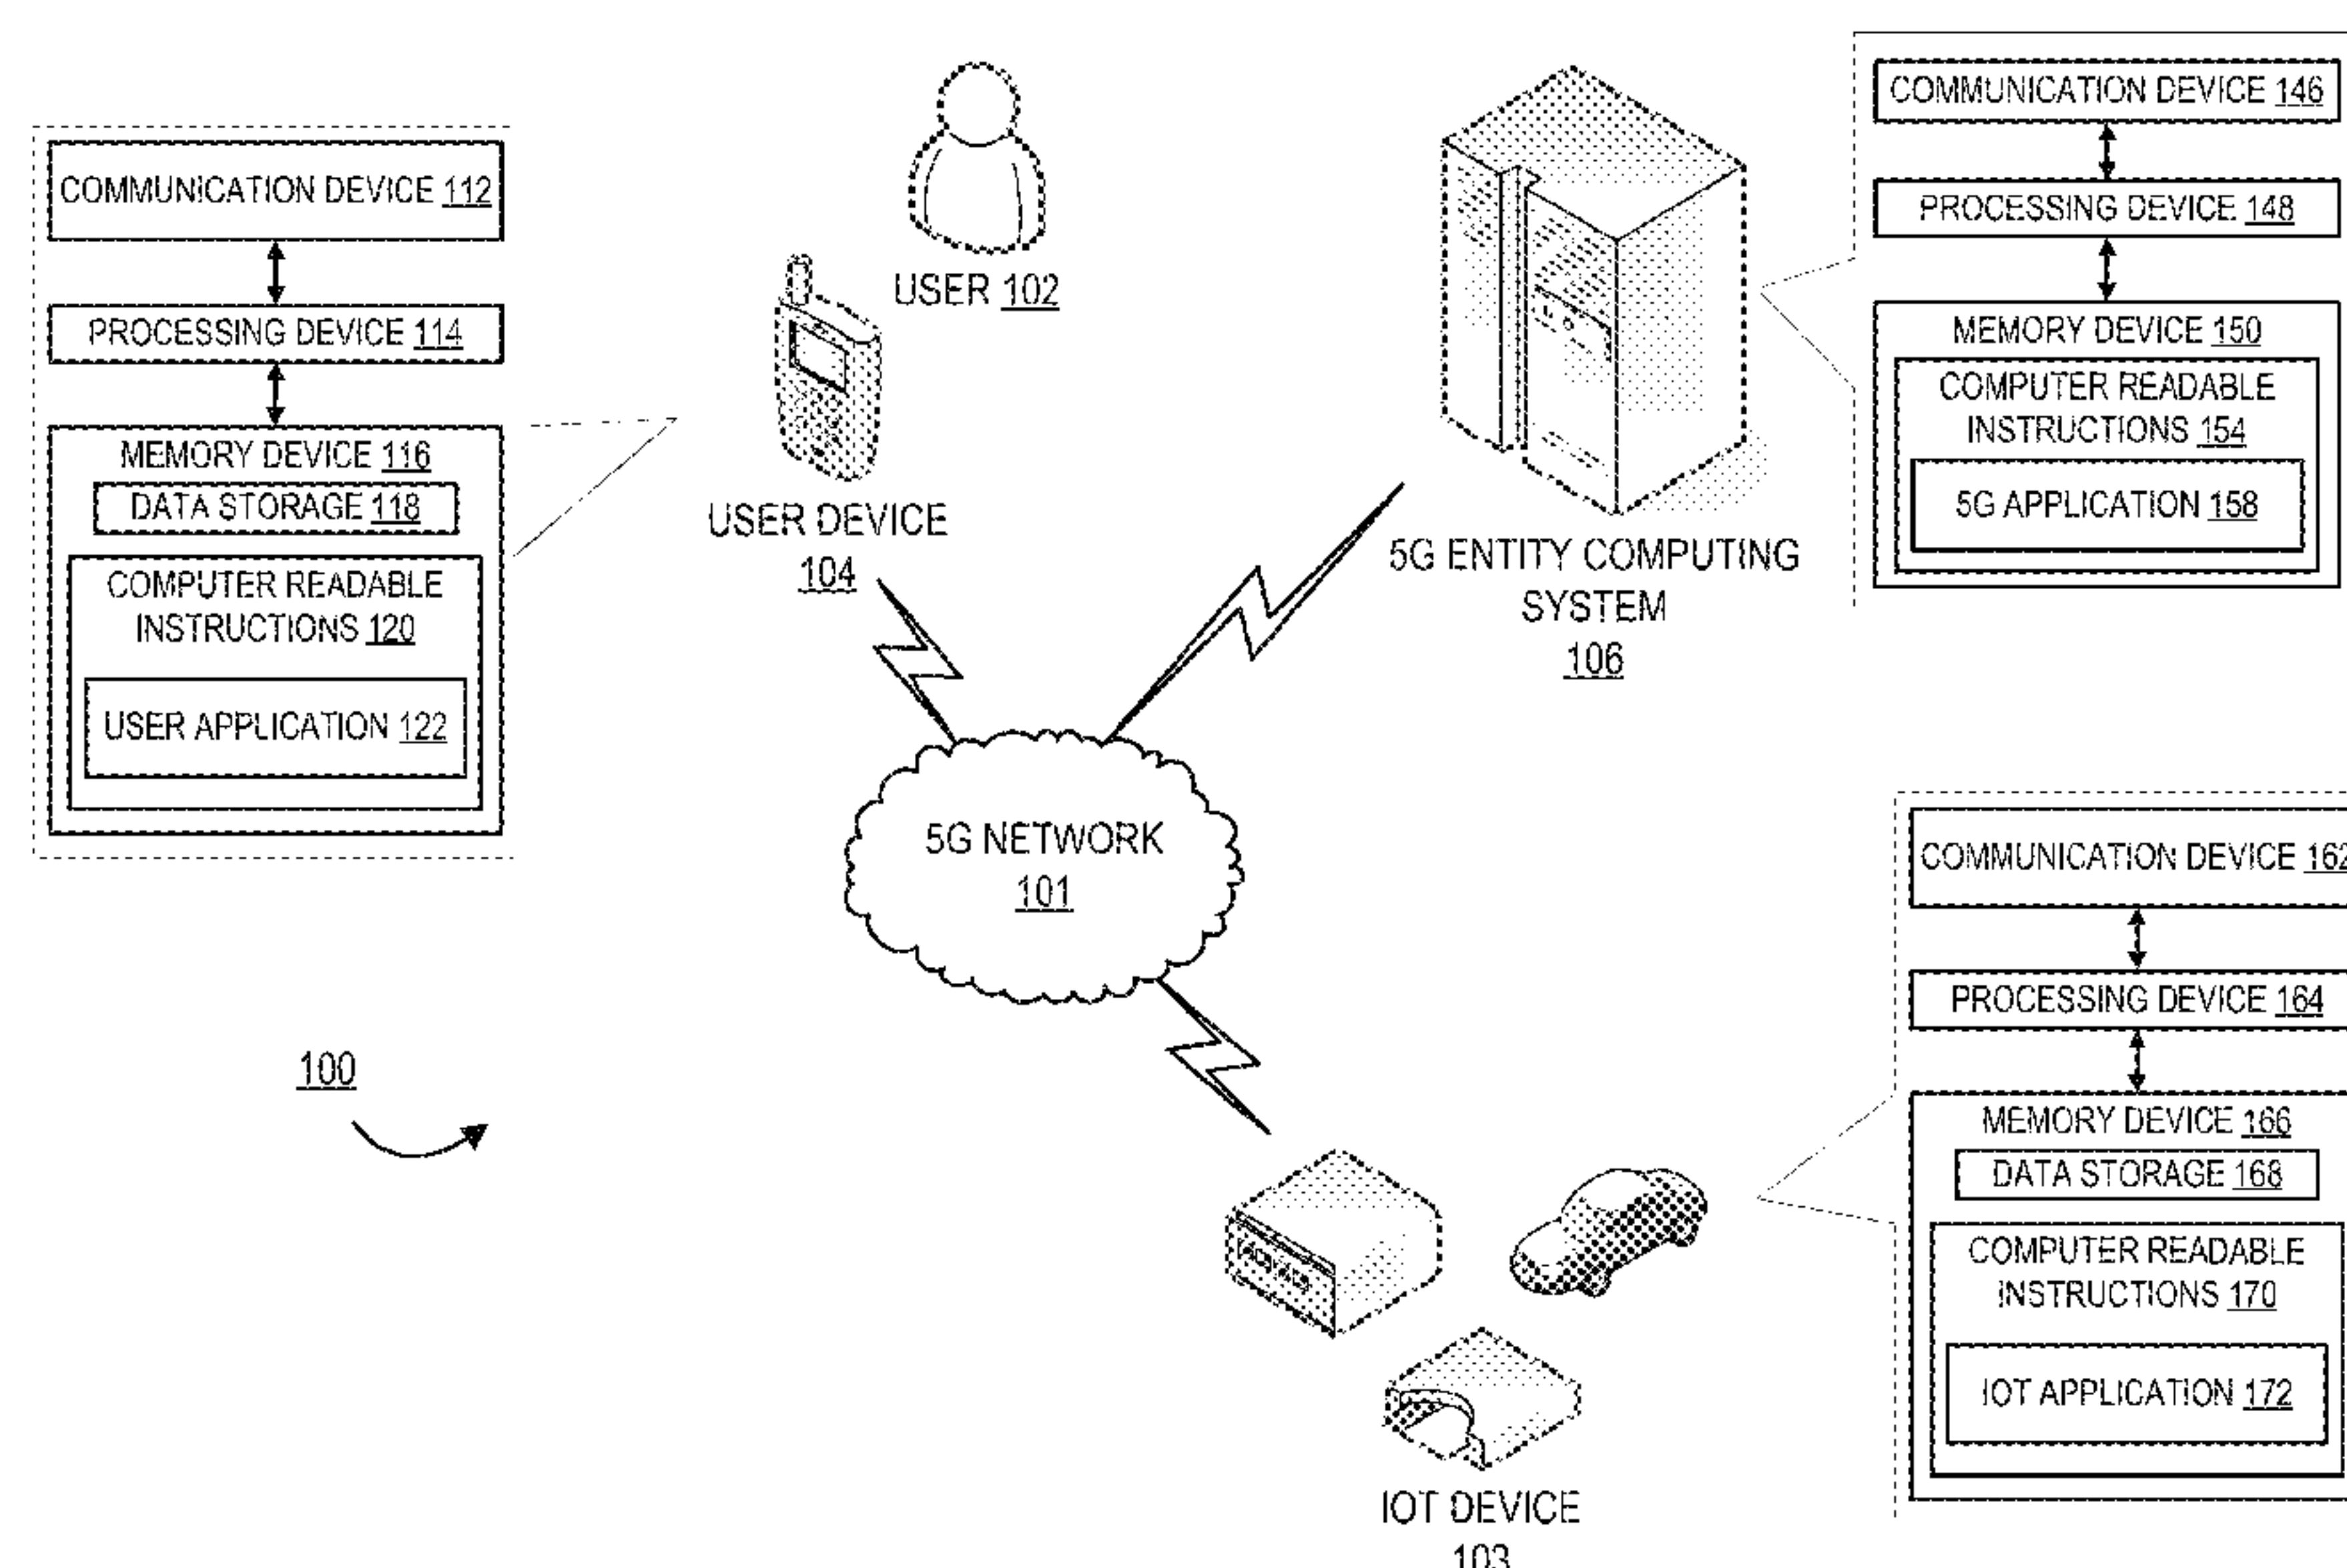 COMMUNICATION DEVICE 112
PROCESSING DEVICE 114
MEMORY DEVICE 116
DATA STORAGE 118
COMPUTER READABLE
INSTRUCTIONS 120
USER APPLICATION 122
USER 102
USER DEVICE
104
5G ENTITY COMPUTING
SYSTEM
106
COMMUNICATION DEVICE 146
PROCESSING DEVICE 148
MEMORY DEVICE 150
COMPUTER READABLE
INSTRUCTIONS 154
5G APPLICATION 158
5G NETWORK
101
100
COMMUNICATION DEVICE 162
PROCESSING DEVICE 164
MEMORY DEVICE 166
DATA STORAGE 168
COMPUTER READABLE
INSTRUCTIONS 170
IOT APPLICATION 172
IOT DEVICE
103